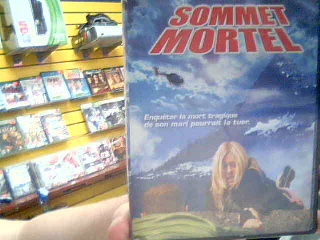 SOMMET
MORTEL
Enquêter la mort tragique
de son mari pourrait la tuer.